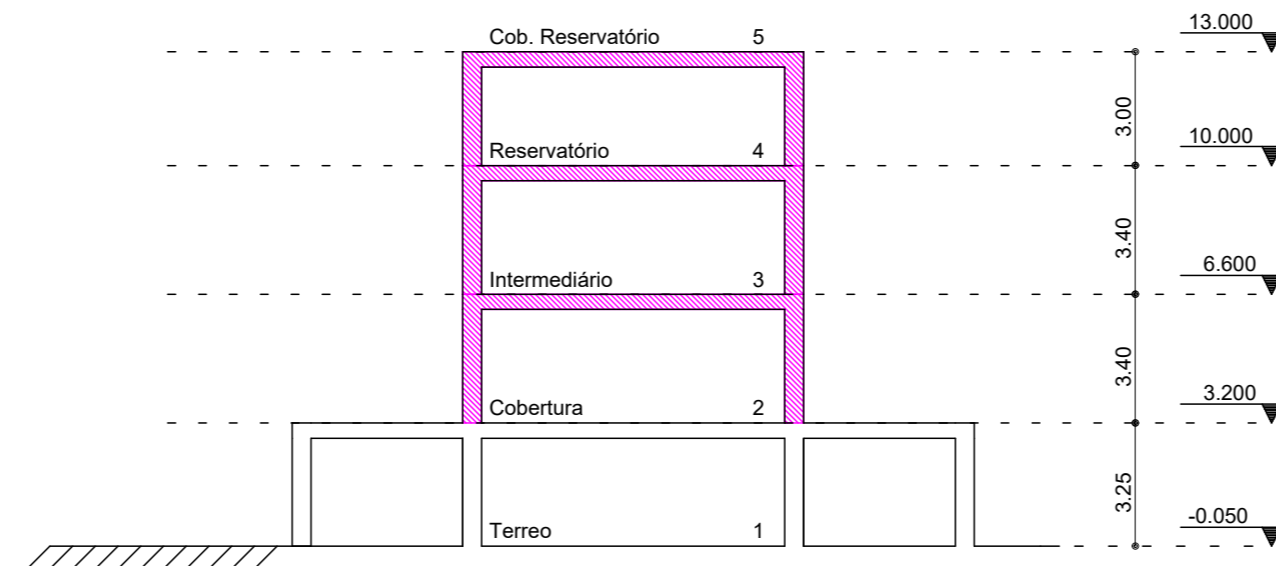 Cob. Reservatório 5 13.000
3.00
Reservatório 4 10.000
3.40
Intermediário 3 6.600
3.40
Cobertura 2 3.200
3.25
Terreo 1 -0.050